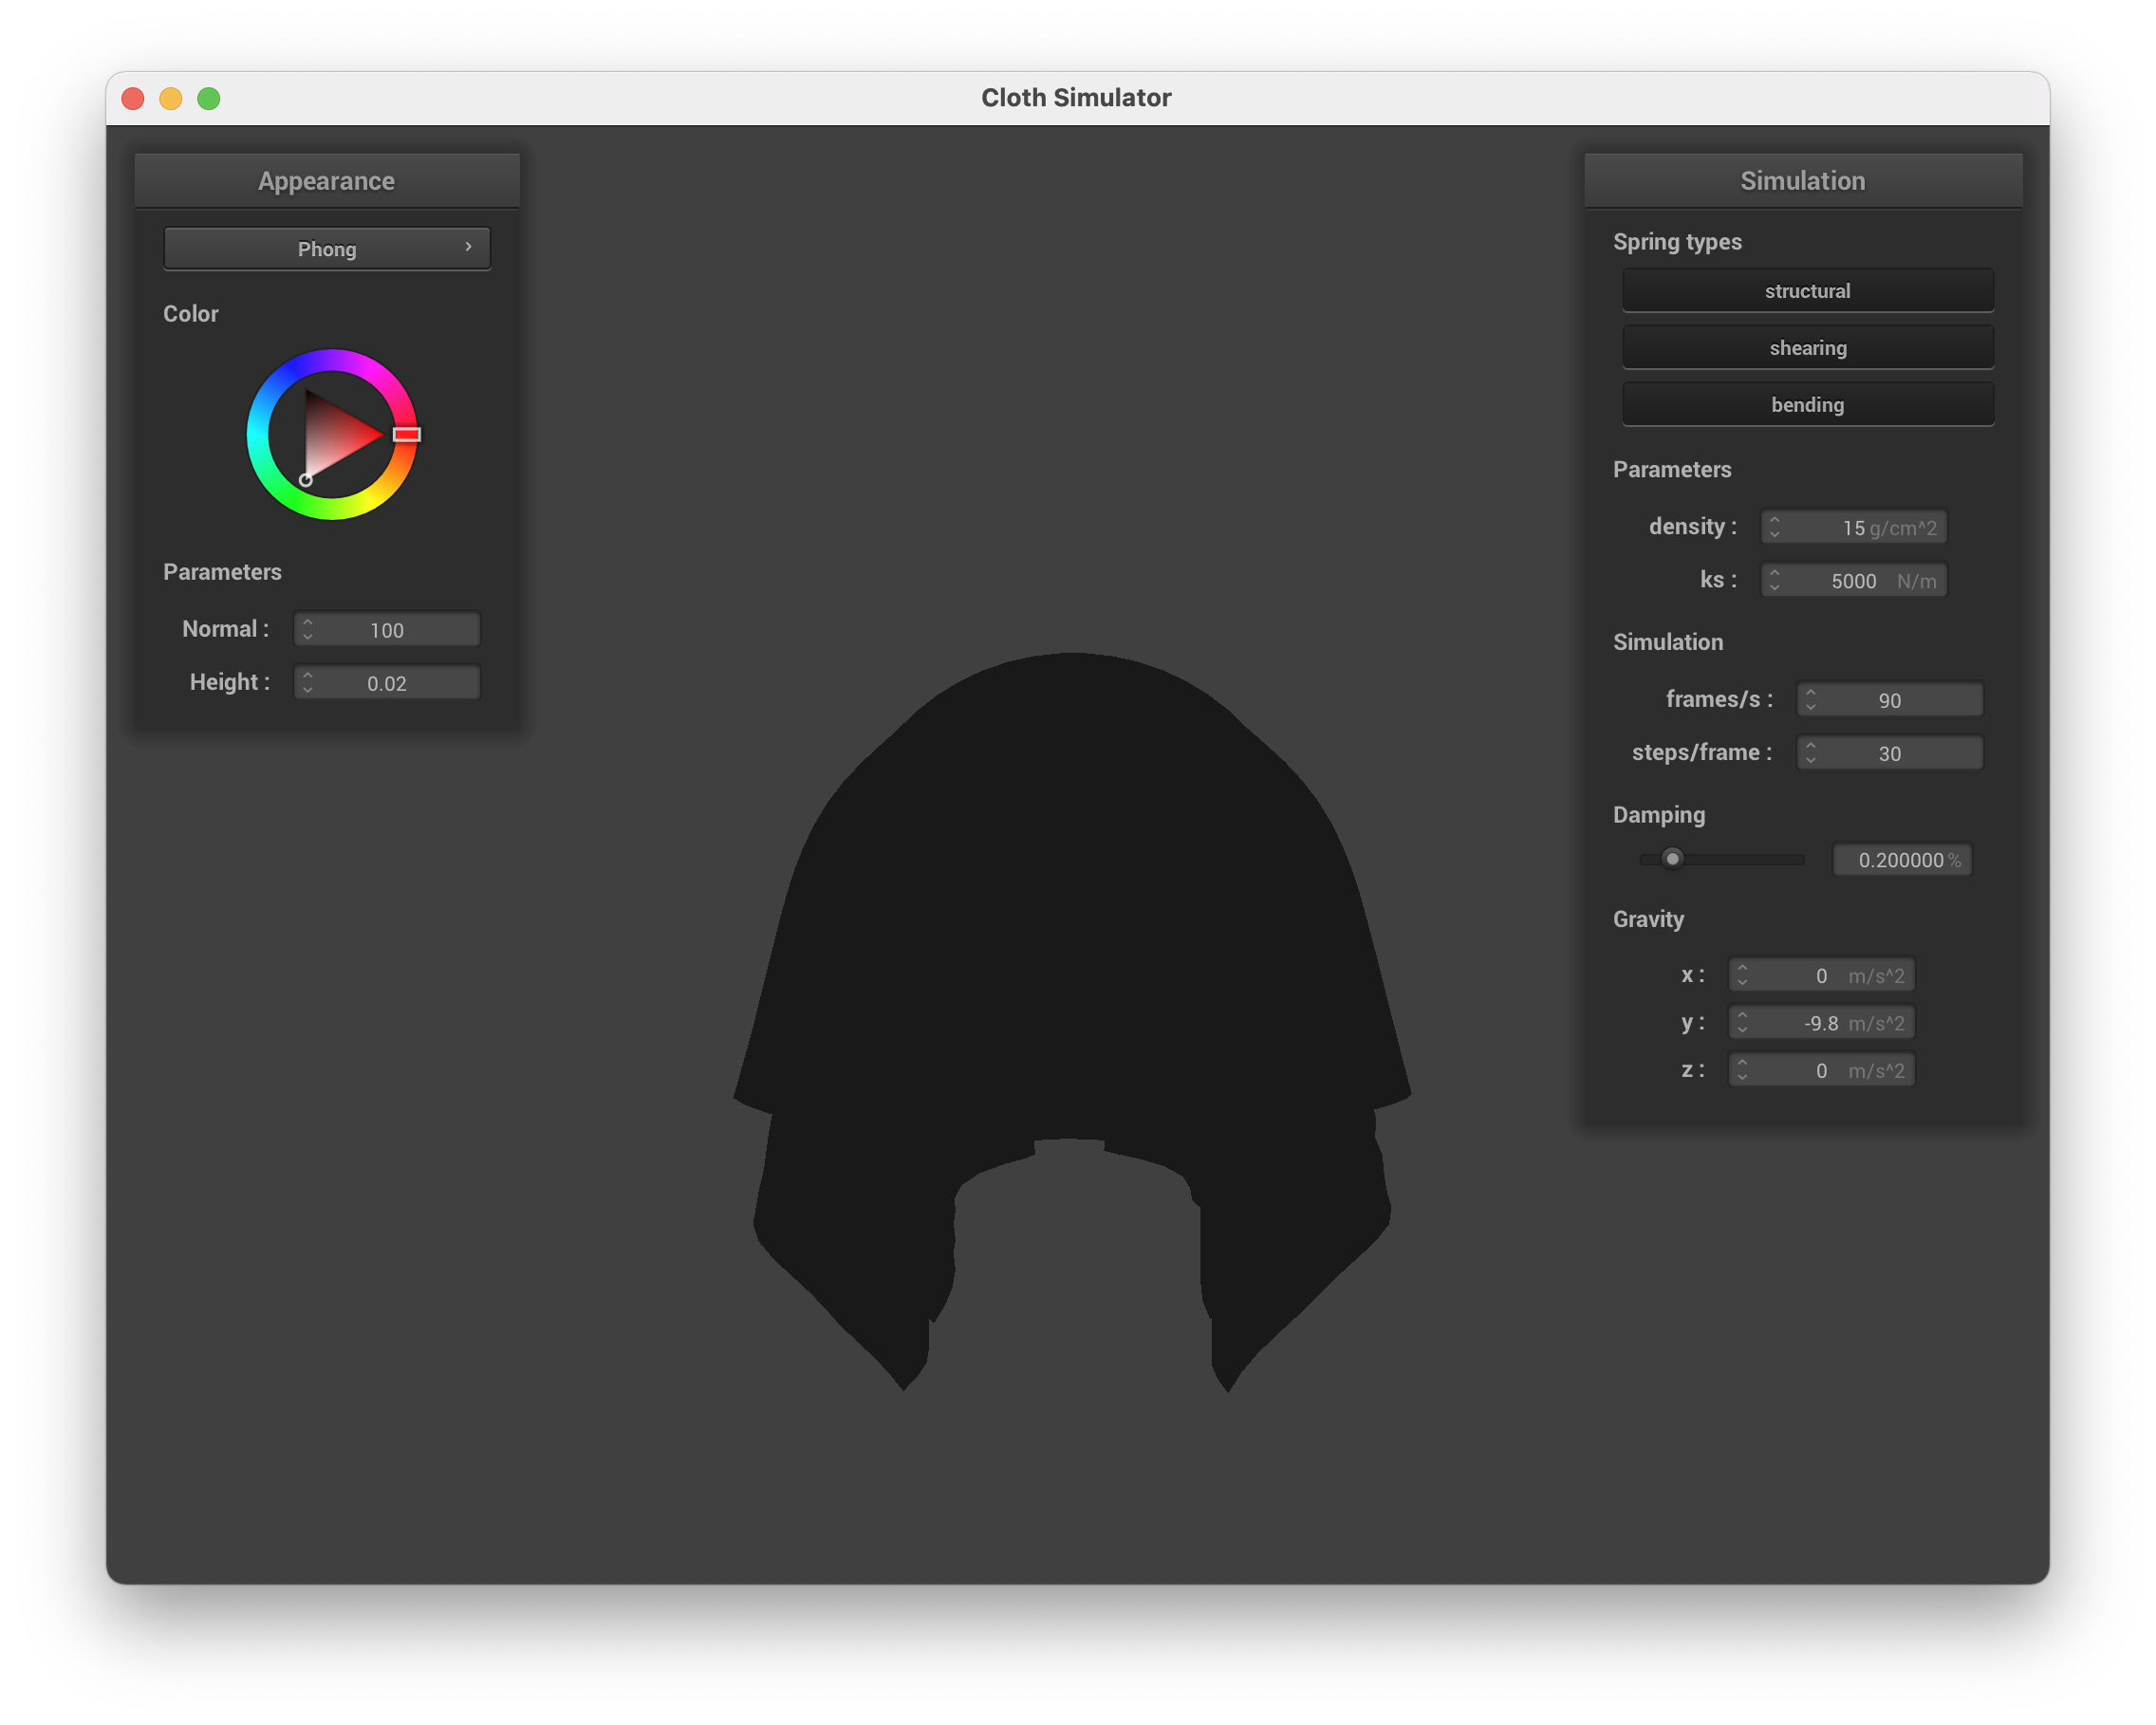 Cloth Simulator
Appearance
Phong
Color
Parameters
Normal : 100
Height : 0.02
Simulation
Spring types
structural
shearing
bending
Parameters
density : 15 g/cm^2
ks : 5000 N/m
Simulation
frames/s : 90
steps/frame : 30
Damping
0.200000 %
Gravity
x : 0 m/s^2
y : -9.8 m/s^2
z : 0 m/s^2